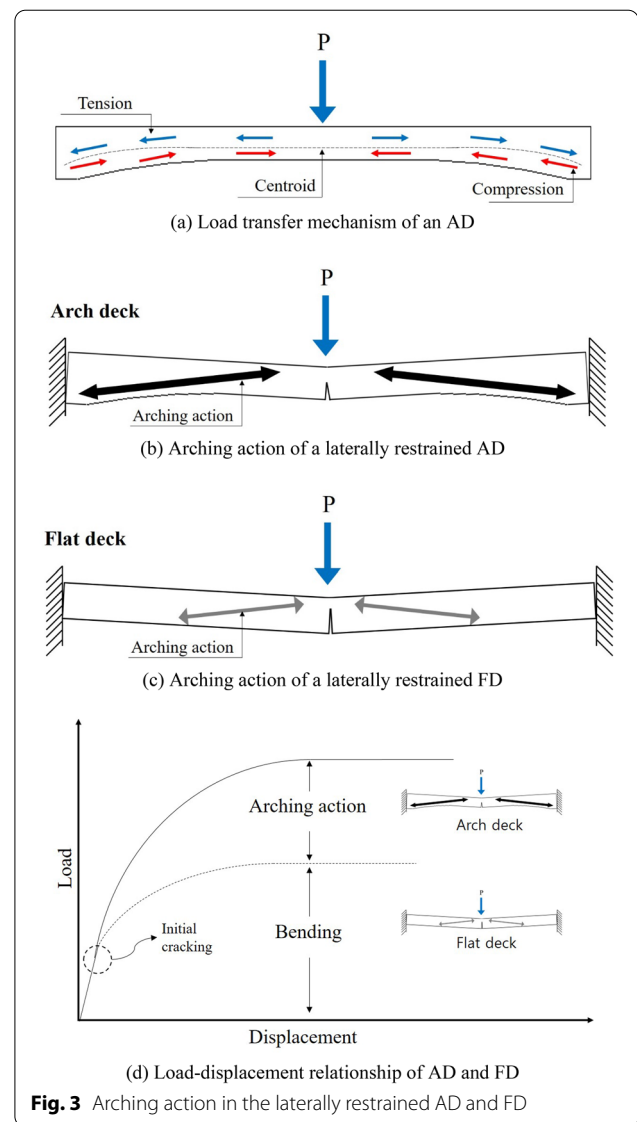 P
Tension
Centroid
Compression
(a) Load transfer mechanism of an AD
P
Arch deck
Arching action
(b) Arching action of a laterally restrained AD
P
Flat deck
Arching action
(c) Arching action of a laterally restrained FD
Load
Arching action
Bending
Initial
cracking
P
Arch deck
P
Flat deck
Displacement
(d) Load-displacement relationship of AD and FD
Fig. 3 Arching action in the laterally restrained AD and FD